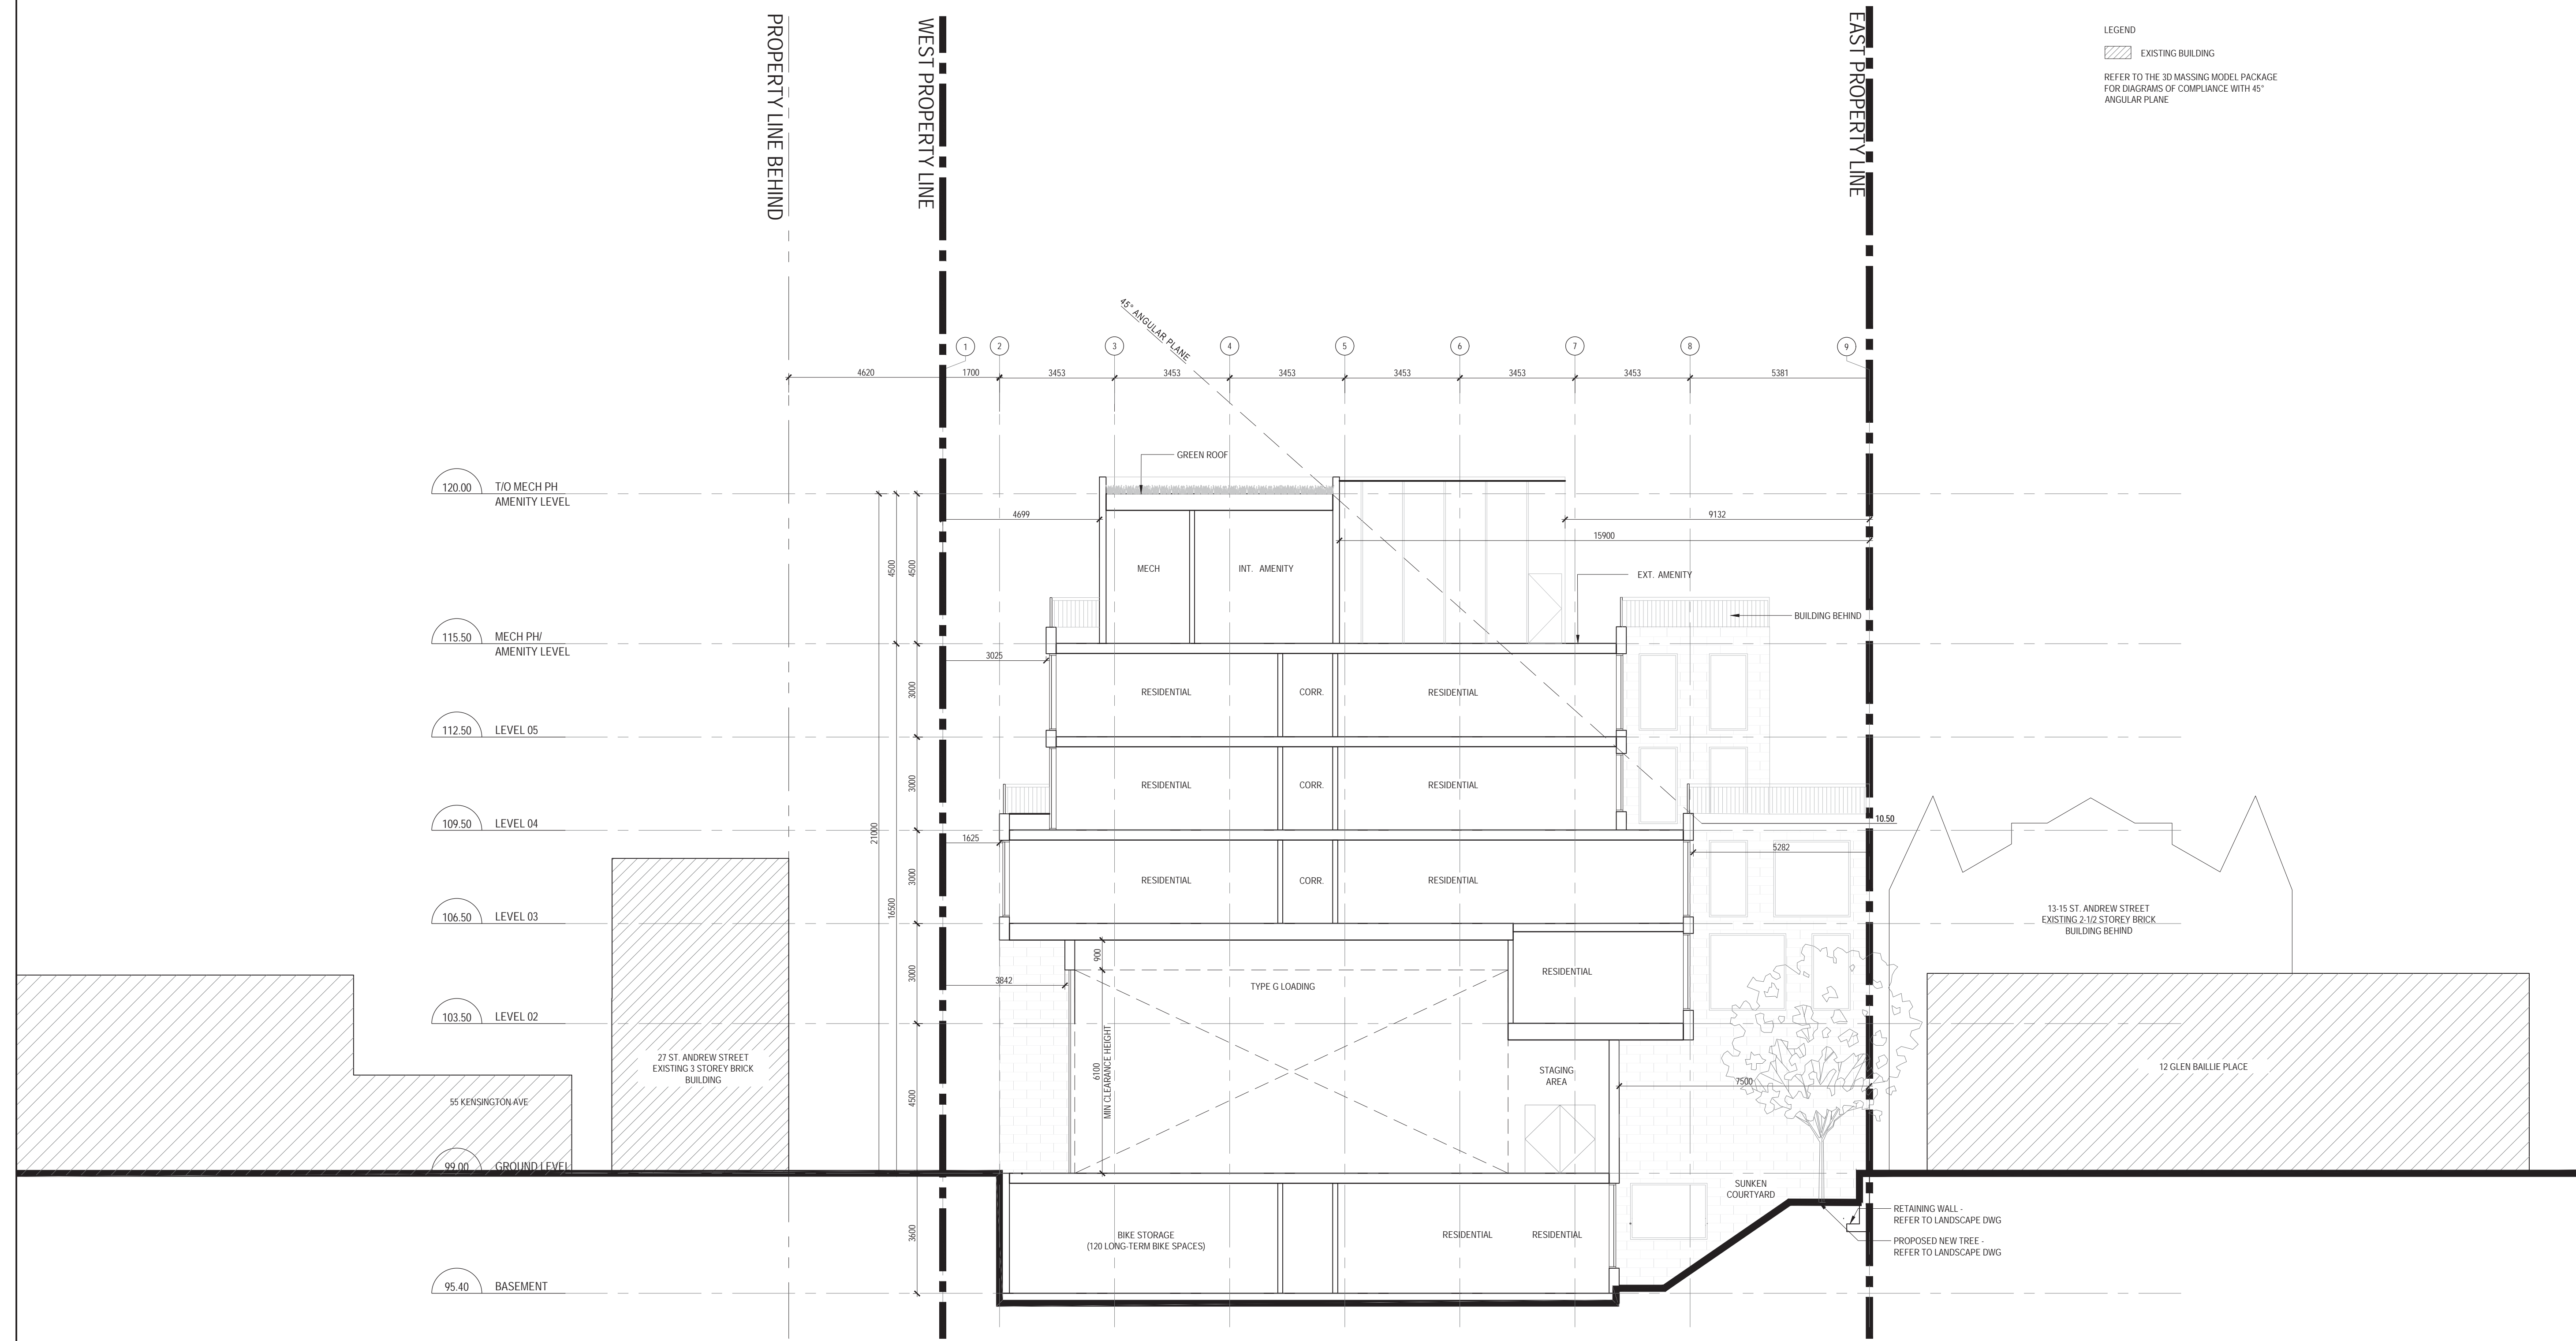 PROPERTY LINE BEHIND
WEST PROPERTY LINE
EAST PROPERTY LINE
LEGEND
EXISTING BUILDING
REFER TO THE 3D MASSING MODEL PACKAGE
FOR DIAGRAMS OF COMPLIANCE WITH 45°
ANGULAR PLANE
45° ANGULAR PLANE
1
2
3
4
5
6
7
8
9
4620
1700
3453
3453
3453
3453
3453
3453
5381
GREEN ROOF
120.00
T/O MECH PH
AMENITY LEVEL
4699
9132
15900
4500
4500
MECH
INT. AMENITY
EXT. AMENITY
BUILDING BEHIND
115.50
MECH PH/
AMENITY LEVEL
3025
3000
RESIDENTIAL
CORR.
RESIDENTIAL
112.50
LEVEL 05
3000
RESIDENTIAL
CORR.
RESIDENTIAL
109.50
LEVEL 04
21000
1625
10.50
5282
3000
16500
RESIDENTIAL
CORR.
RESIDENTIAL
106.50
LEVEL 03
13-15 ST. ANDREW STREET
EXISTING 2-1/2 STOREY BRICK
BUILDING BEHIND
900
3000
3842
TYPE G LOADING
RESIDENTIAL
103.50
LEVEL 02
27 ST. ANDREW STREET
EXISTING 3 STOREY BRICK
BUILDING
6100
MIN CLEARANCE HEIGHT
STAGING
AREA
7500
12 GLEN BAILLIE PLACE
55 KENSINGTON AVE
4500
99.00
GROUND LEVEL
SUNKEN
COURTYARD
RETAINING WALL -
REFER TO LANDSCAPE DWG
3600
BIKE STORAGE
(120 LONG-TERM BIKE SPACES)
RESIDENTIAL
RESIDENTIAL
PROPOSED NEW TREE -
REFER TO LANDSCAPE DWG
95.40
BASEMENT